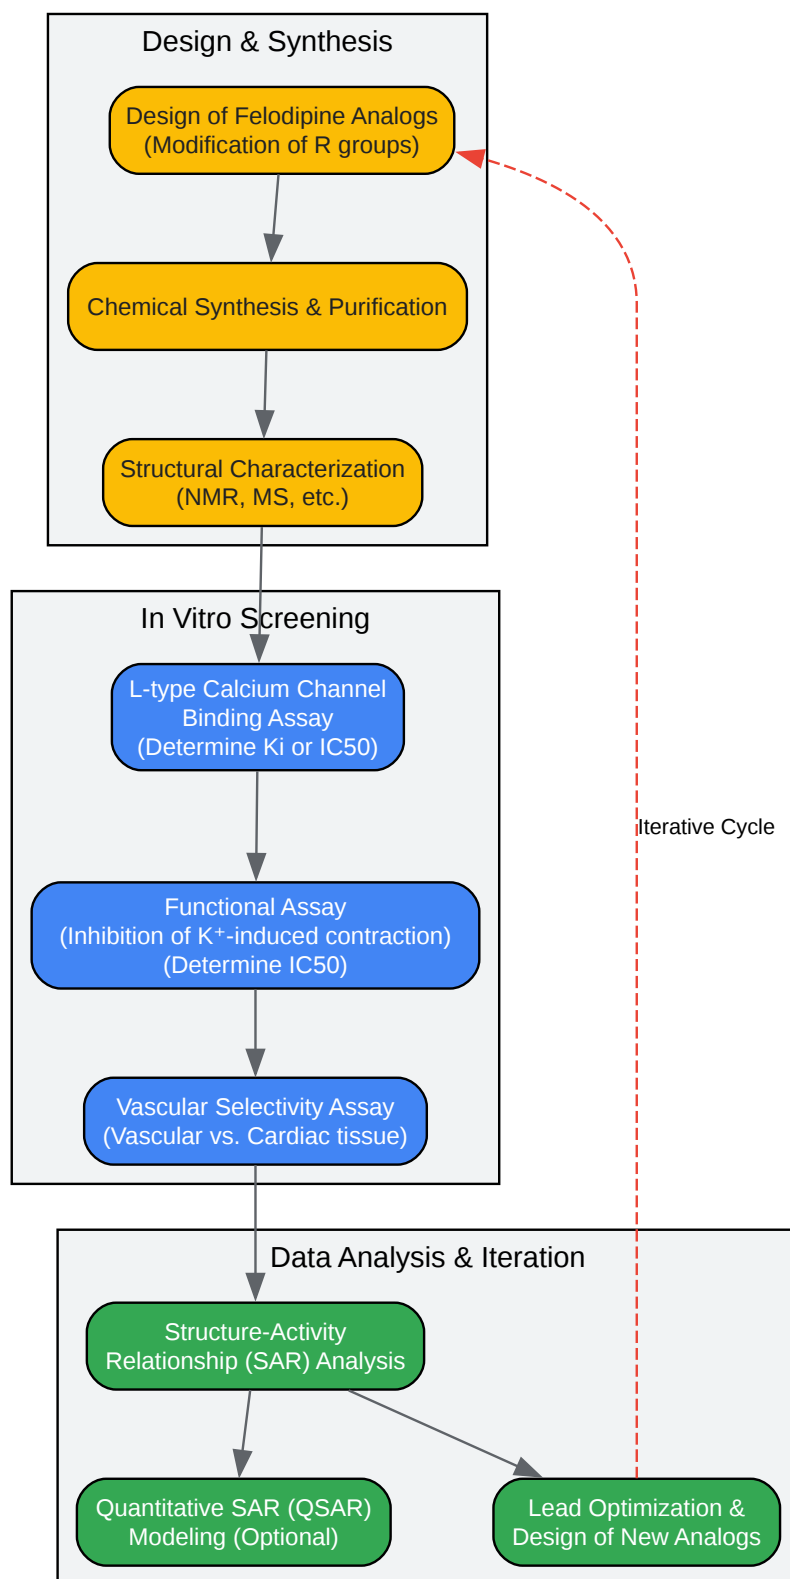 Design & Synthesis
Design of Felodipine Analogs
(Modification of R groups)
Chemical Synthesis & Purification
Structural Characterization
(NMR, MS, etc.)
In Vitro Screening
L-type Calcium Channel
Binding Assay
(Determine Ki or IC50)
Iterative Cycle
Functional Assay
(Inhibition of K⁺-induced contraction)
(Determine IC50)
Vascular Selectivity Assay
(Vascular vs. Cardiac tissue)
Data Analysis & Iteration
Structure-Activity
Relationship (SAR) Analysis
Quantitative SAR (QSAR)
Modeling (Optional)
Lead Optimization &
Design of New Analogs